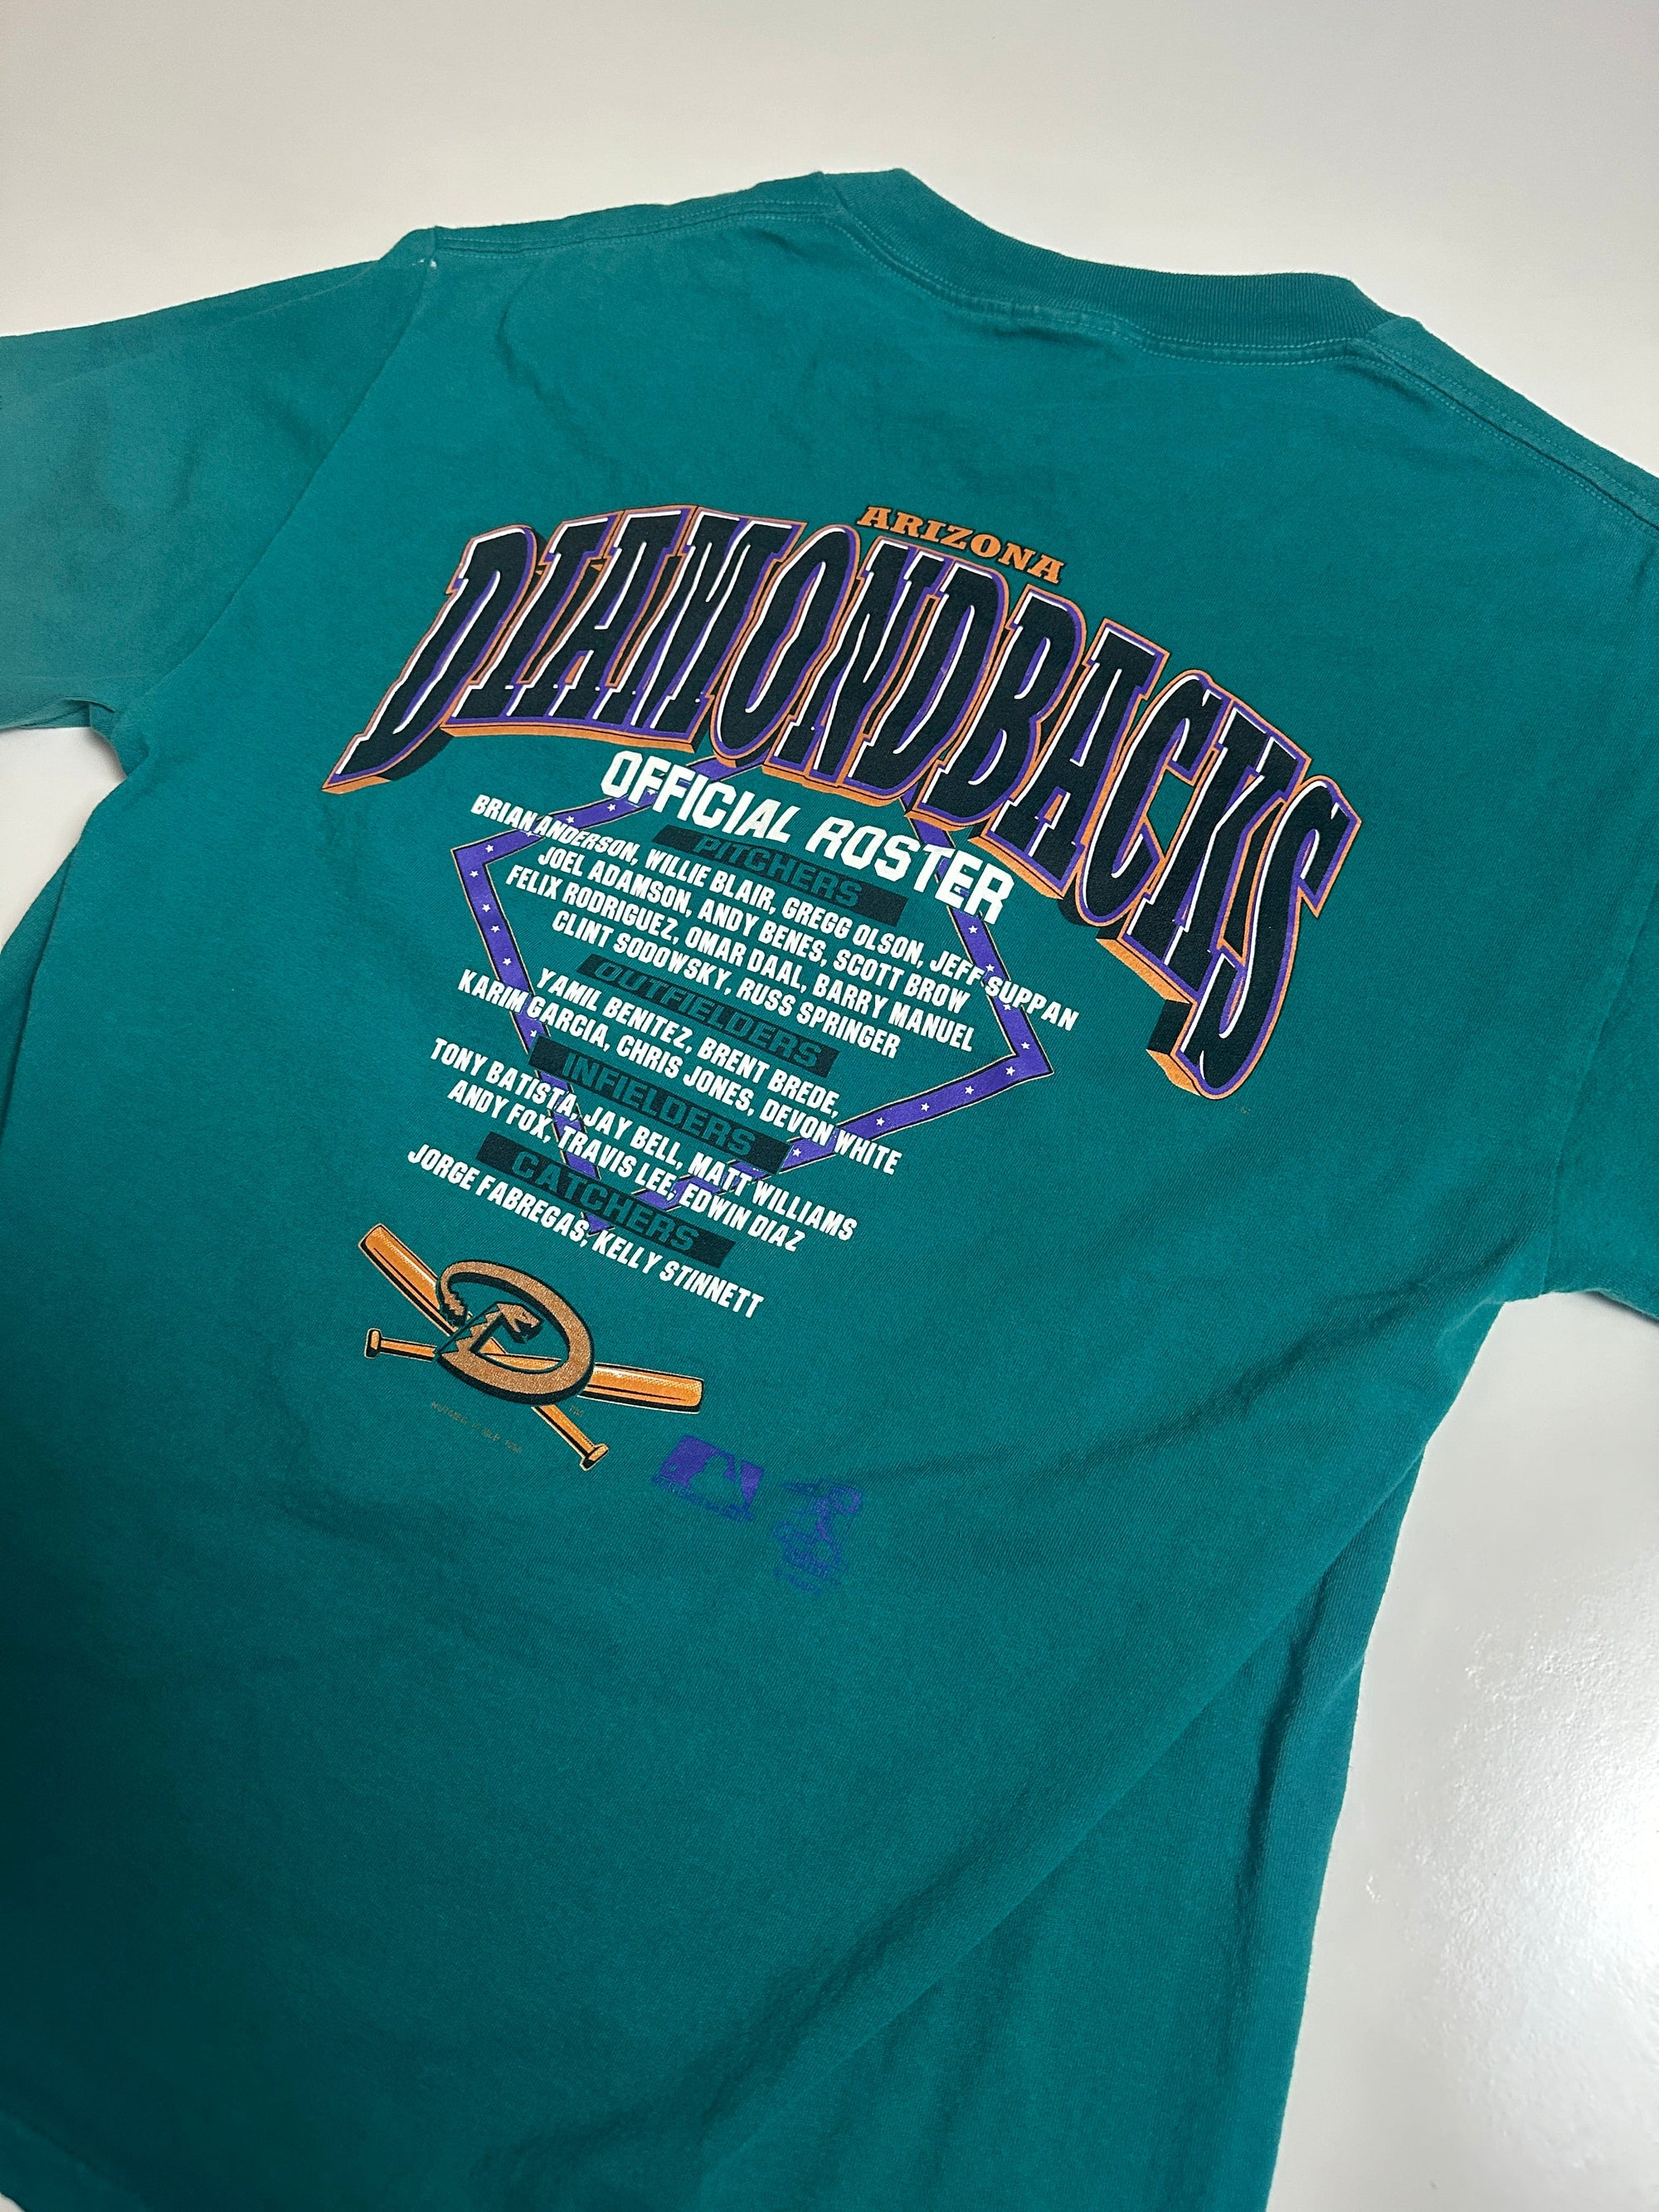 ARIZONA
DIAMONDBACKS
OFFICIAL ROSTER
PITCHERS
BRIAN ANDERSON, WILLIE BLAIR, GREGG OLSON, JEFF SUPPAN
JOEL ADAMSON, ANDY BENES, SCOTT BROW
FELIX RODRIGUEZ, OMAR DAAL, BARRY MANUEL
CLINT SODOWSKY, RUSS SPRINGER
OUTFIELDERS
YAMIL BENITEZ, BRENT BREDE,
KARIM GARCIA, CHRIS JONES, DEVON WHITE
INFIELDERS
TONY BATISTA, JAY BELL, MATT WILLIAMS
ANDY FOX, TRAVIS LEE, EDWIN DIAZ
CATCHERS
JORGE FABREGAS, KELLY STINNETT
TM